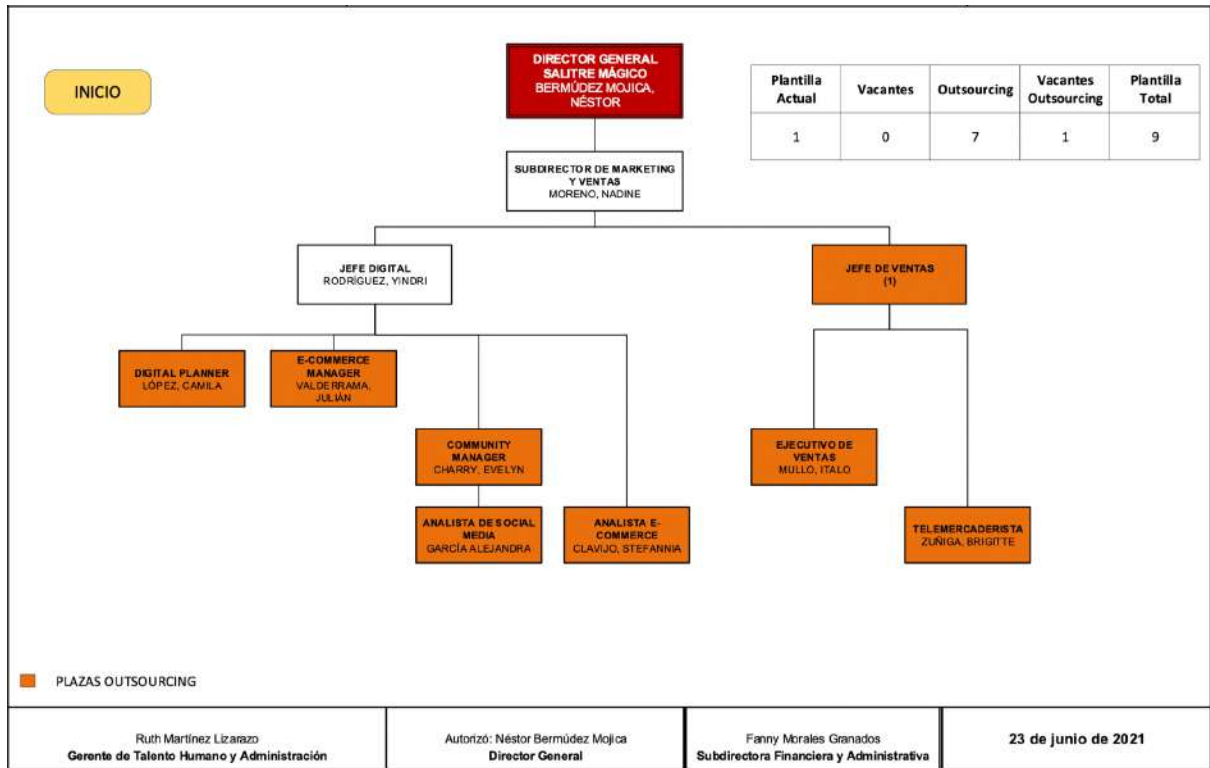 INICIO
DIRECTOR GENERAL
SALITRE MÁGICO
BERMÚDEZ MOJICA,
NÉSTOR
Plantilla Actual Vacantes Outsourcing Vacantes Outsourcing Plantilla Total
1 0 7 1 9
SUBDIRECTOR DE MARKETING
Y VENTAS
MORENO, NADINE
JEFE DIGITAL
RODRÍGUEZ, YINDRI
JEFE DE VENTAS
(1)
DIGITAL PLANNER
LÓPEZ, CAMILA
E-COMMERCE
MANAGER
VALDERRAMA,
JULIÁN
COMMUNITY
MANAGER
CHARRY, EVELYN
EJECUTIVO DE
VENTAS
MULLO, ITALO
ANALISTA DE SOCIAL
MEDIA
GARCÍA ALEJANDRA
ANALISTA E-
COMMERCE
CLAVIJO, STEFANNIA
TELEMERCADERISTA
ZUÑIGA, BRIGITTE
PLAZAS OUTSOURCING
Ruth Martínez Lizarazo
Gerente de Talento Humano y Administración
Autorizó: Néstor Bermúdez Mojica
Director General
Fanny Morales Granados
Subdirectora Financiera y Administrativa
23 de junio de 2021